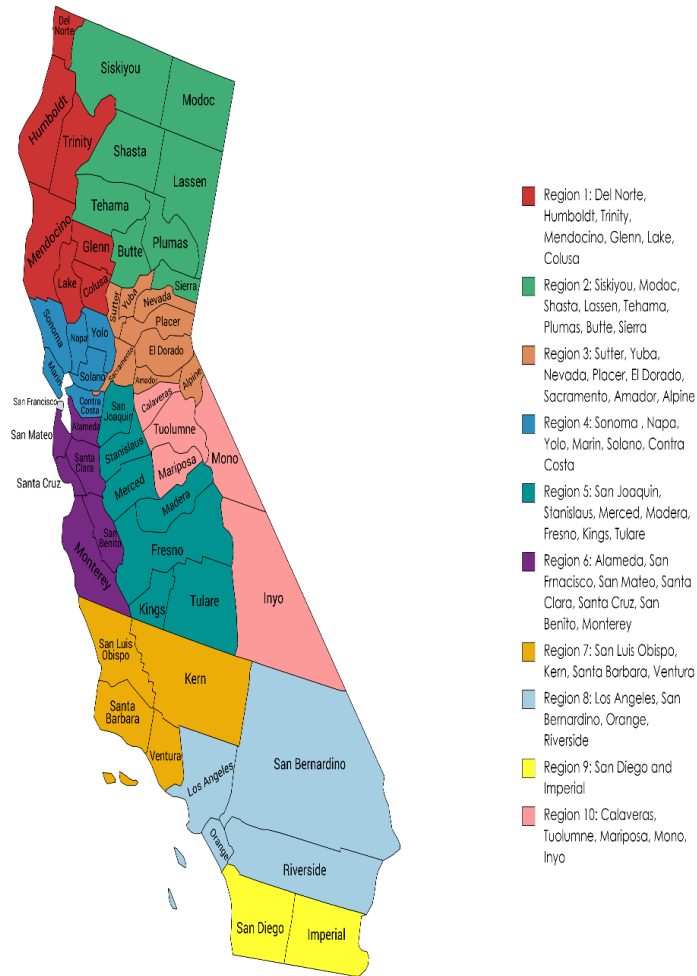 Del
Norte
Siskiyou
Modoc
Humboldt
Trinity
Shasta
Lassen
Tehama
Mendocino
Glenn
Butte
Plumas
Lake
Colusa
Sierra
Sutter
Yuba
Nevada
Placer
Sonoma
Napa
Yolo
El Dorado
Sacramento
Solano
Amador
Alpine
Marin
Contra
Costa
San Francisco
San
Joaquin
Calaveras
Alameda
Tuolumne
San Mateo
Stanislaus
Mono
Santa
Clara
Mariposa
Santa Cruz
Merced
Madera
San
Benito
Fresno
Monterey
Inyo
Tulare
Kings
San Luis
Obispo
Kern
Santa
Barbara
Ventura
Los Angeles
San Bernardino
Orange
Riverside
San Diego
Imperial
Region 1: Del Norte,
Humboldt, Trinity,
Mendocino, Glenn, Lake,
Colusa
Region 2: Siskiyou, Modoc,
Shasta, Lassen, Tehama,
Plumas, Butte, Sierra
Region 3: Sutter, Yuba,
Nevada, Placer, El Dorado,
Sacramento, Amador, Alpine
Region 4: Sonoma , Napa,
Yolo, Marin, Solano, Contra
Costa
Region 5: San Joaquin,
Stanislaus, Merced, Madera,
Fresno, Kings, Tulare
Region 6: Alameda, San
Frnacisco, San Mateo, Santa
Clara, Santa Cruz, San
Benito, Monterey
Region 7: San Luis Obispo,
Kern, Santa Barbara, Ventura
Region 8: Los Angeles, San
Bernardino, Orange,
Riverside
Region 9: San Diego and
Imperial
Region 10: Calaveras,
Tuolumne, Mariposa, Mono,
Inyo